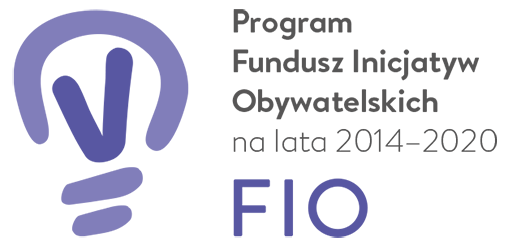 Program
Fundusz Inicjatyw
Obywatelskich
na lata 2014–2020
FIO